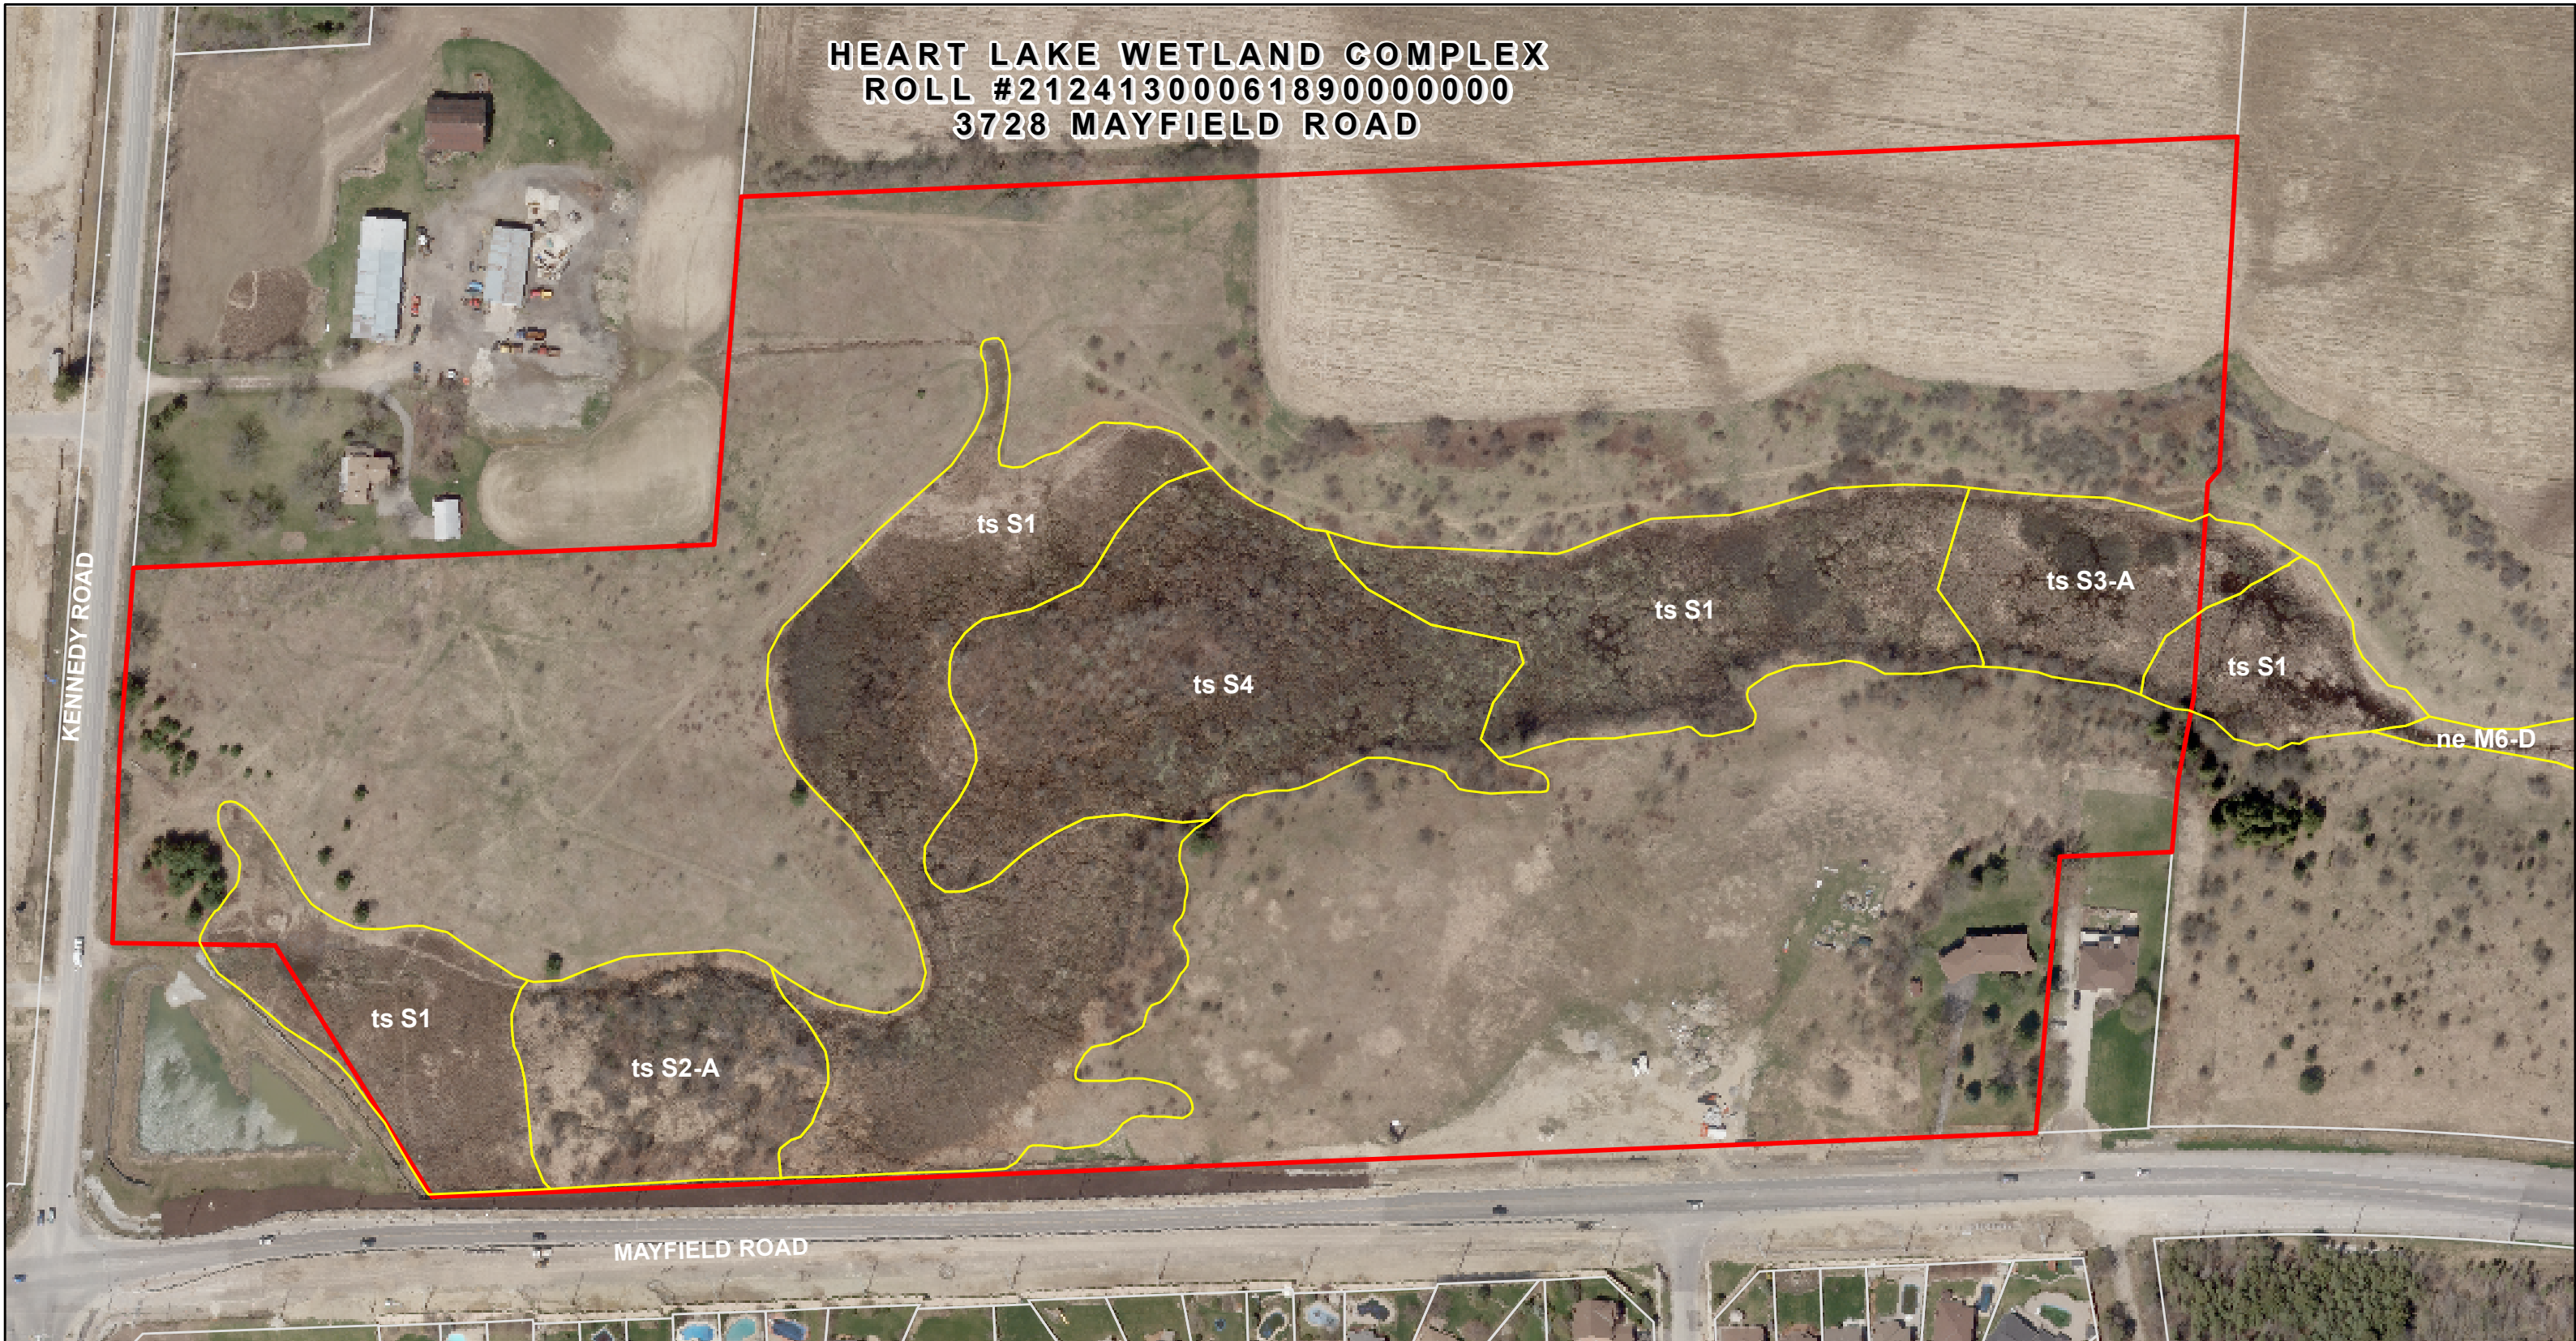 HEART LAKE WETLAND COMPLEX
ROLL #212413000618900000000
3728 MAYFIELD ROAD
ts S1
ts S3-A
ts S1
ts S1
ts S4
ne M6-D
KENNEDY ROAD
ts S1
ts S2-A
MAYFIELD ROAD